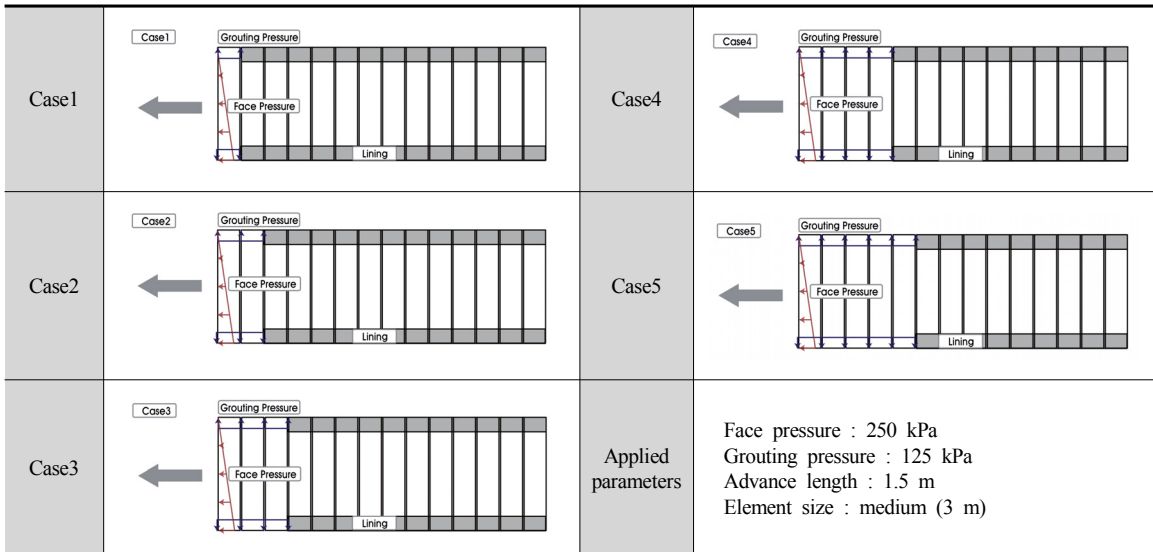 Case1
Case1
Grouting Pressure
Face Pressure
Lining
Case4
Case4
Grouting Pressure
Face Pressure
Lining
Case2
Case2
Grouting Pressure
Face Pressure
Lining
Case5
Case5
Grouting Pressure
Face Pressure
Lining
Case3
Case3
Grouting Pressure
Face Pressure
Lining
Applied
parameters
Face pressure : 250 kPa
Grouting pressure : 125 kPa
Advance length : 1.5 m
Element size : medium (3 m)